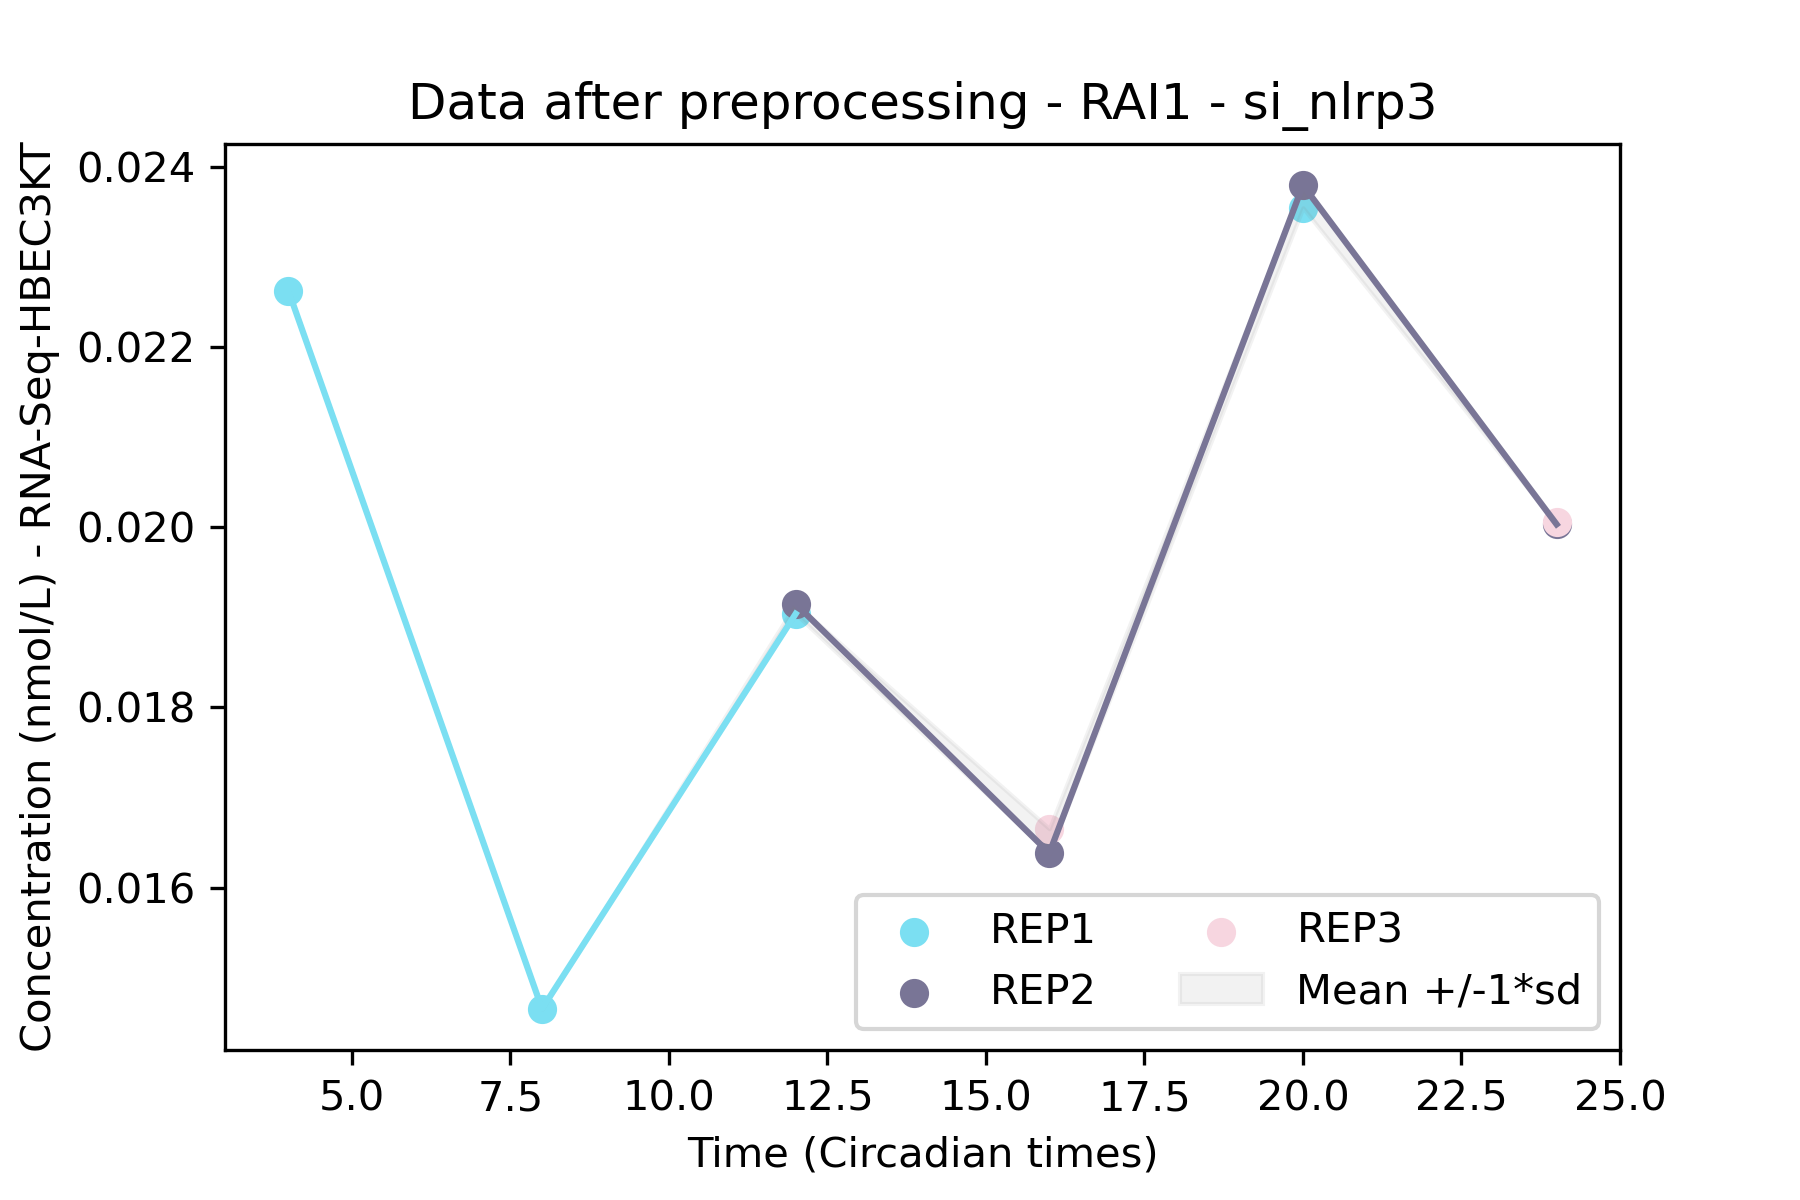 Data after preprocessing - RAI1 - si_nlrp3
Concentration (nmol/L) - RNA-Seq-HBEC3KT
0.024
0.022
0.020
0.018
0.016
REP1
REP2
REP3
Mean +/-1*sd
5.0 7.5 10.0 12.5 15.0 17.5 20.0 22.5 25.0
Time (Circadian times)